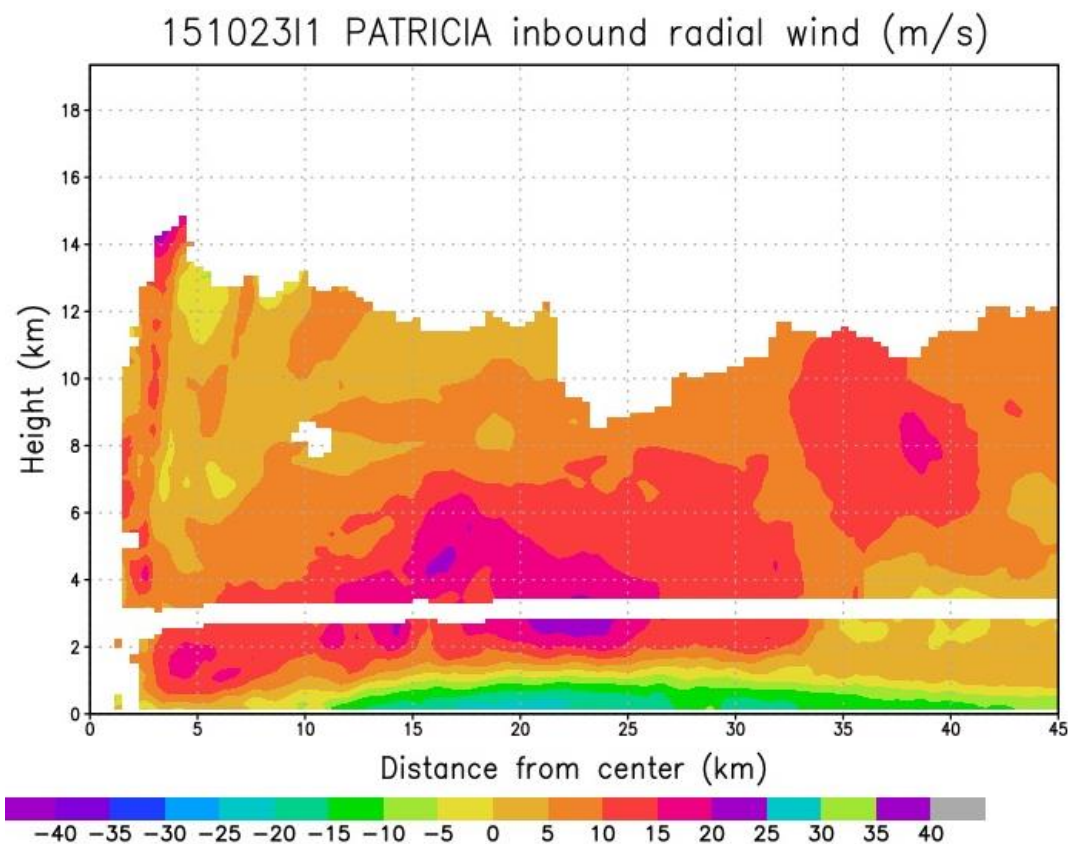 151023I1 PATRICIA inbound radial wind (m/s)
18
16
14
12
10
8
6
4
2
0
Height (km)
0 5 10 15 20 25 30 35 40 45
Distance from center (km)
-40 -35 -30 -25 -20 -15 -10 -5 0 5 10 15 20 25 30 35 40